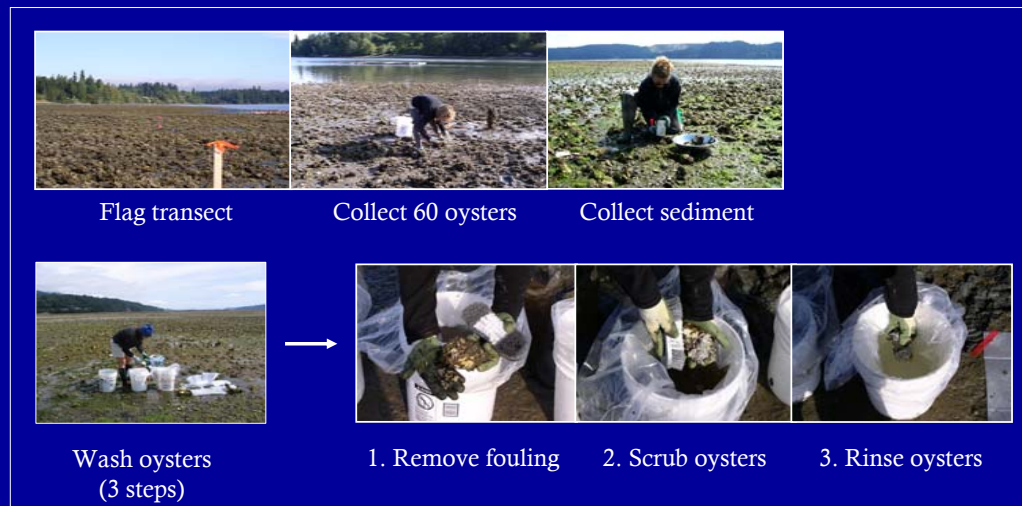 Flag transect
Collect 60 oysters
Collect sediment
Wash oysters
(3 steps)
1. Remove fouling
2. Scrub oysters
3. Rinse oysters